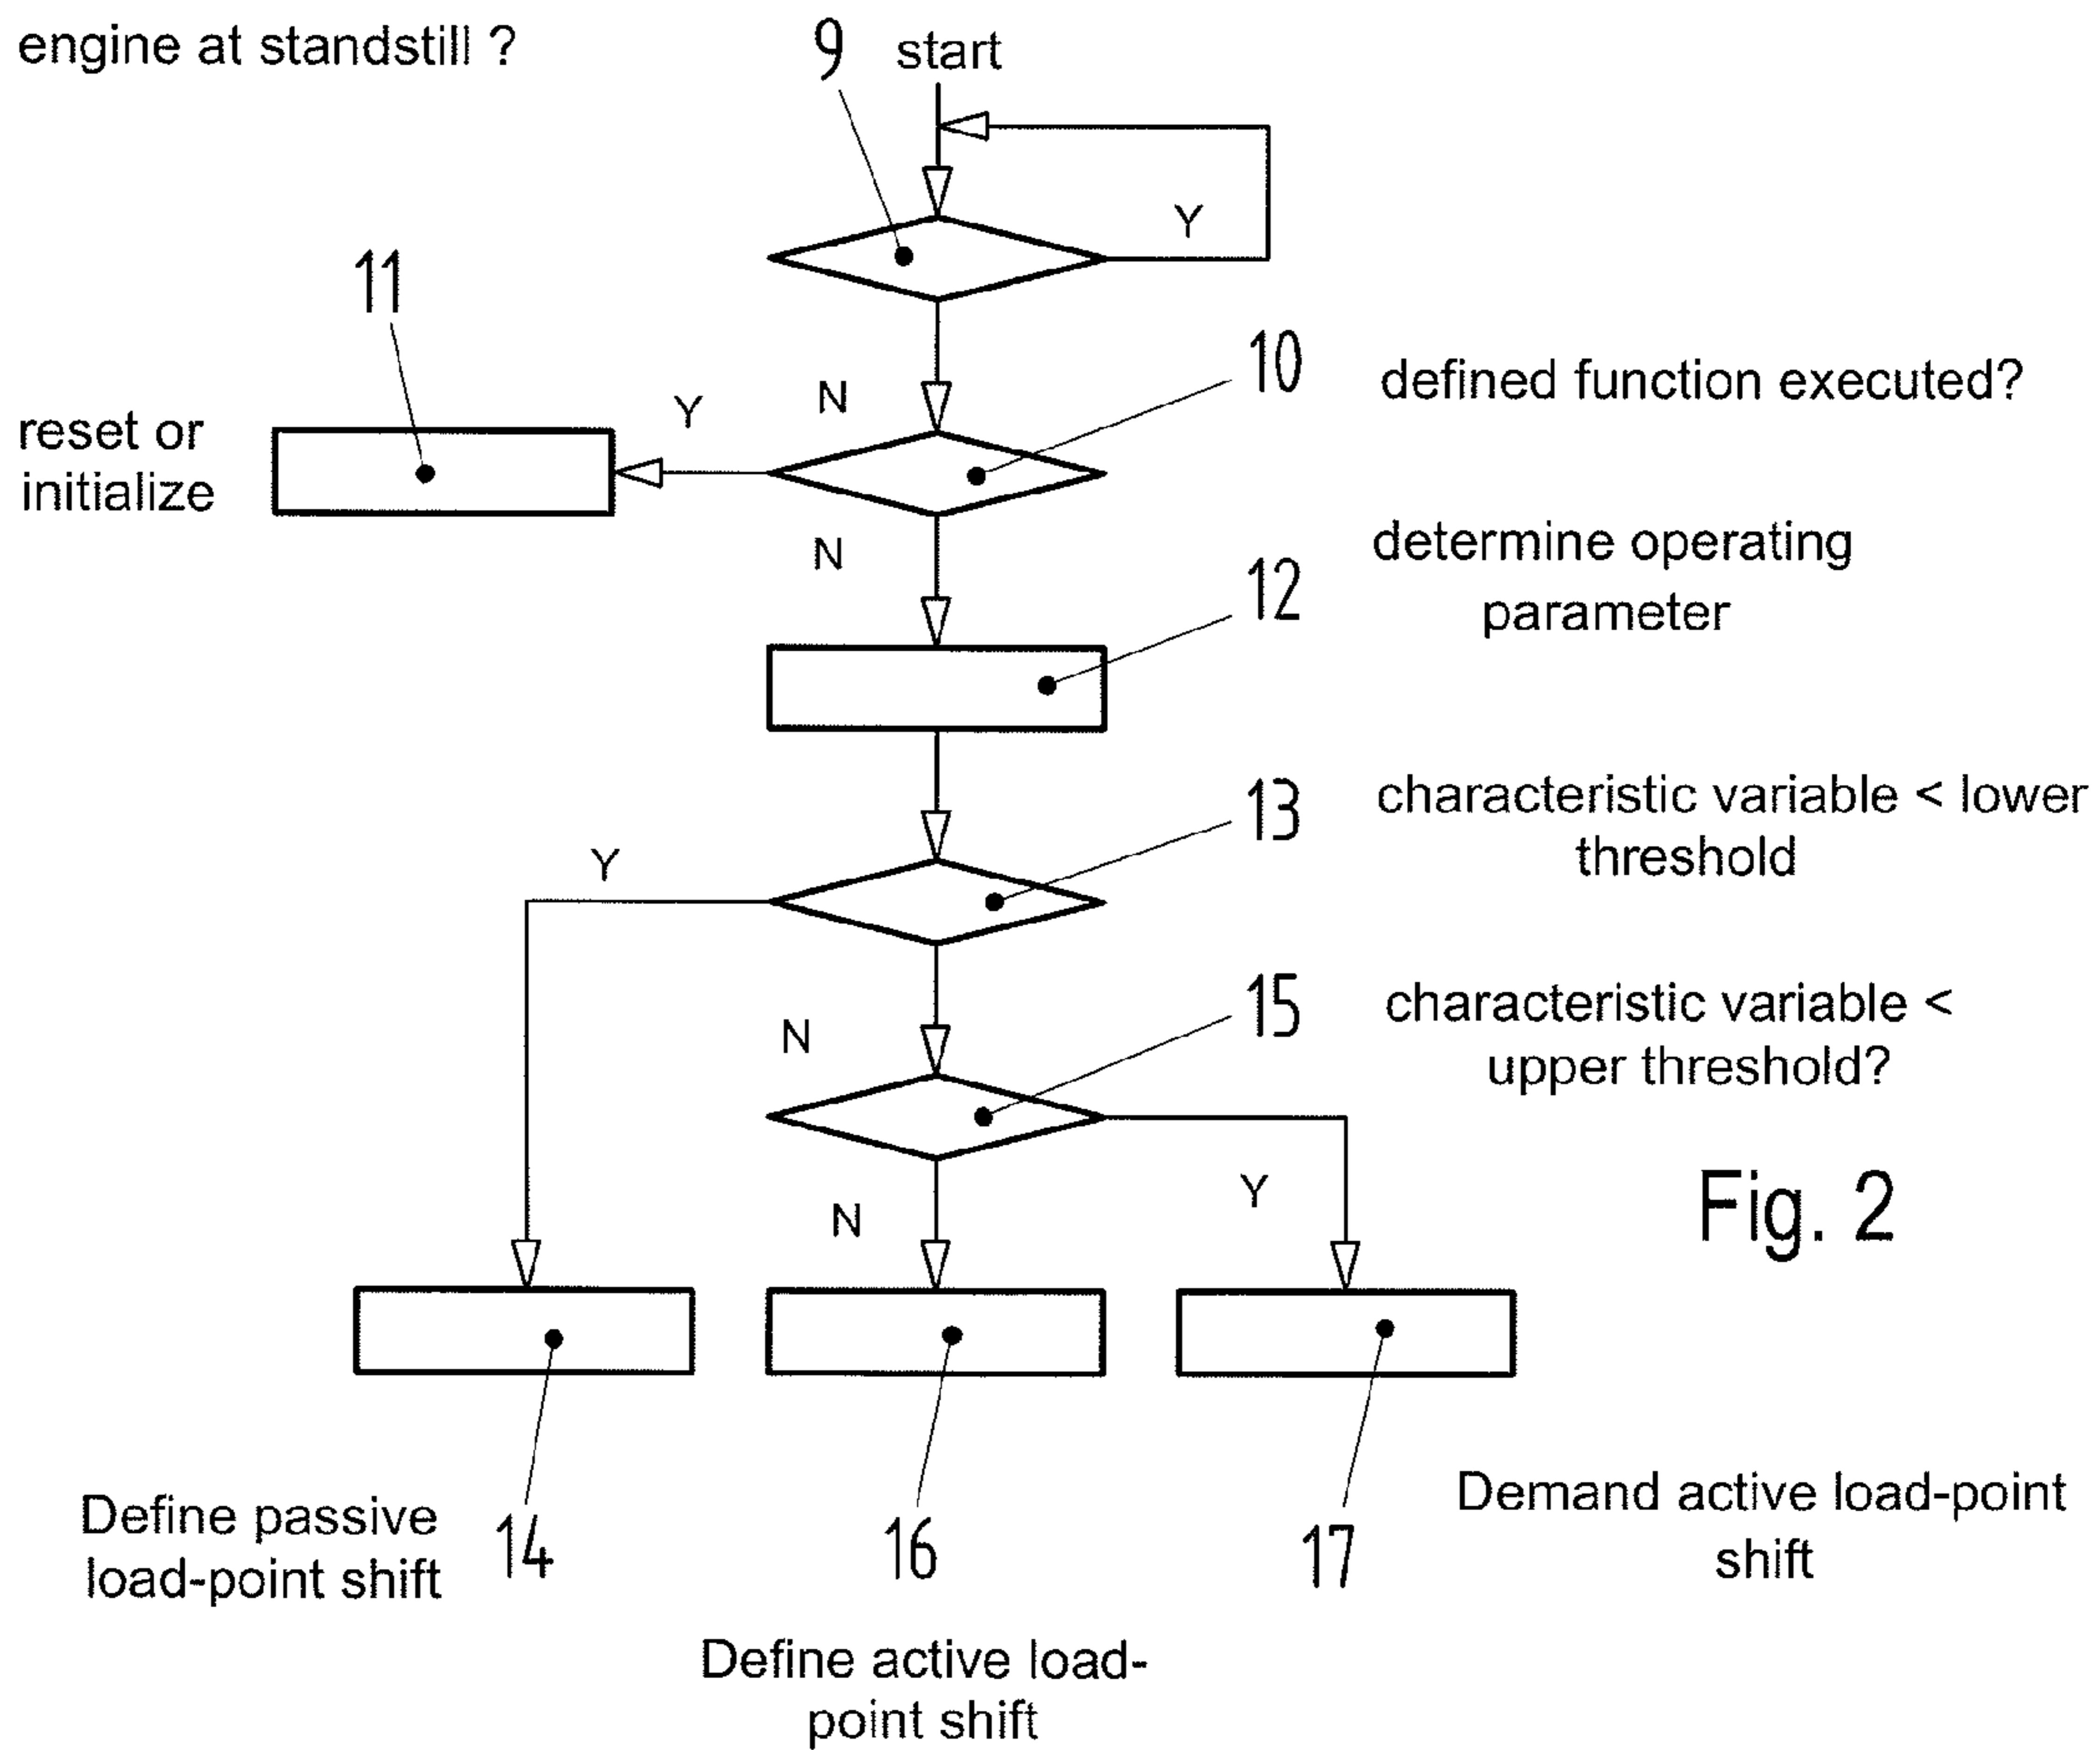 engine at standstill ?
9
start
Y
11
10
defined function executed?
N
Y
reset or
initialize
N
determine operating
parameter
12
13
characteristic variable < lower
threshold
Y
15
characteristic variable <
upper threshold?
N
Y
N
Fig. 2
Define passive
load-point shift
14
16
17
Demand active load-point
shift
Define active load-
point shift